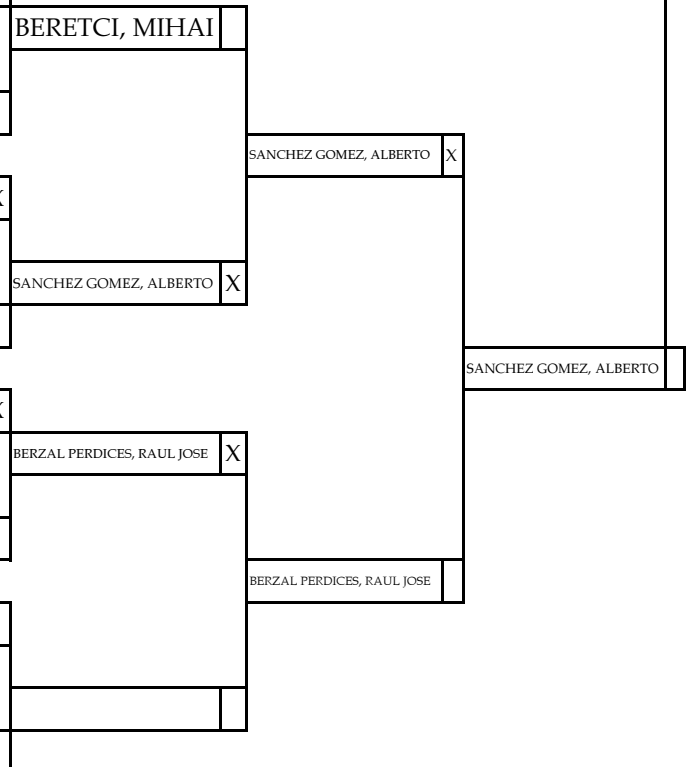 BERETCI, MIHAI
SANCHEZ GOMEZ, ALBERTO X
SANCHEZ GOMEZ, ALBERTO X
SANCHEZ GOMEZ, ALBERTO
BERZAL PERDICES, RAUL JOSE X
BERZAL PERDICES, RAUL JOSE